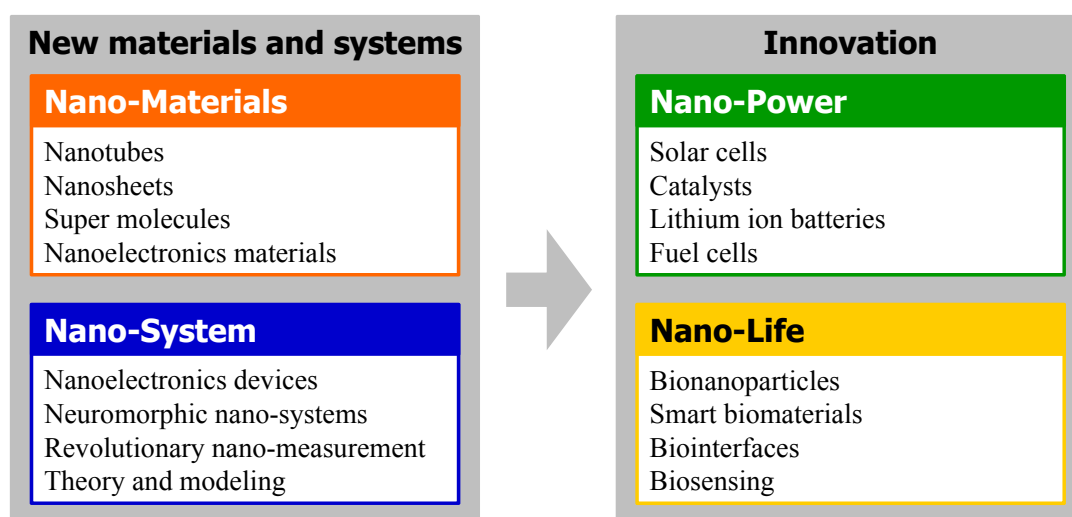 New materials and systems
Nano-Materials
Nanotubes
Nanosheets
Super molecules
Nanoelectronics materials
Nano-System
Nanoelectronics devices
Neuromorphic nano-systems
Revolutionary nano-measurement
Theory and modeling
Innovation
Nano-Power
Solar cells
Catalysts
Lithium ion batteries
Fuel cells
Nano-Life
Bionanoparticles
Smart biomaterials
Biointerfaces
Biosensing